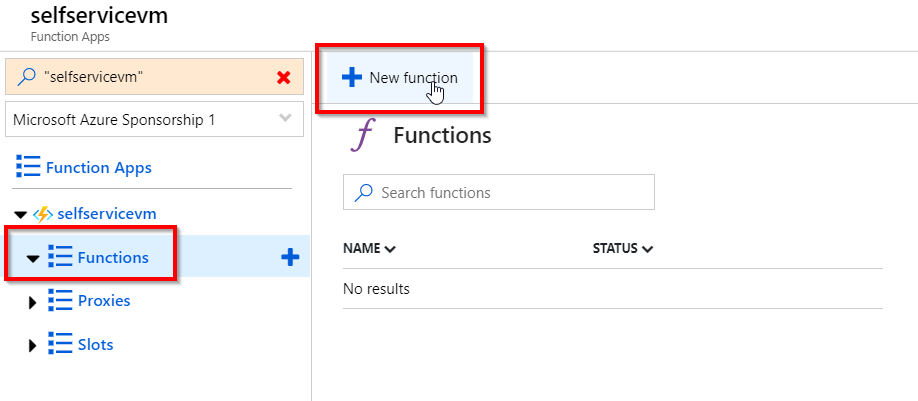 selfservicevm
Function Apps
"selfservicevm"
Microsoft Azure Sponsorship 1
Function Apps
selfservicevm
Functions
Proxies
Slots
New function
Functions
Search functions
NAME STATUS
No results